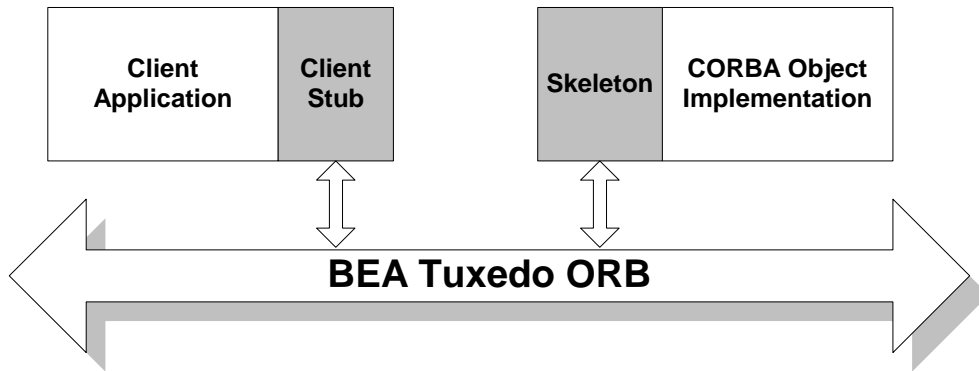 Client
Application
Client
Stub
Skeleton
CORBA Object
Implementation
BEA Tuxedo ORB